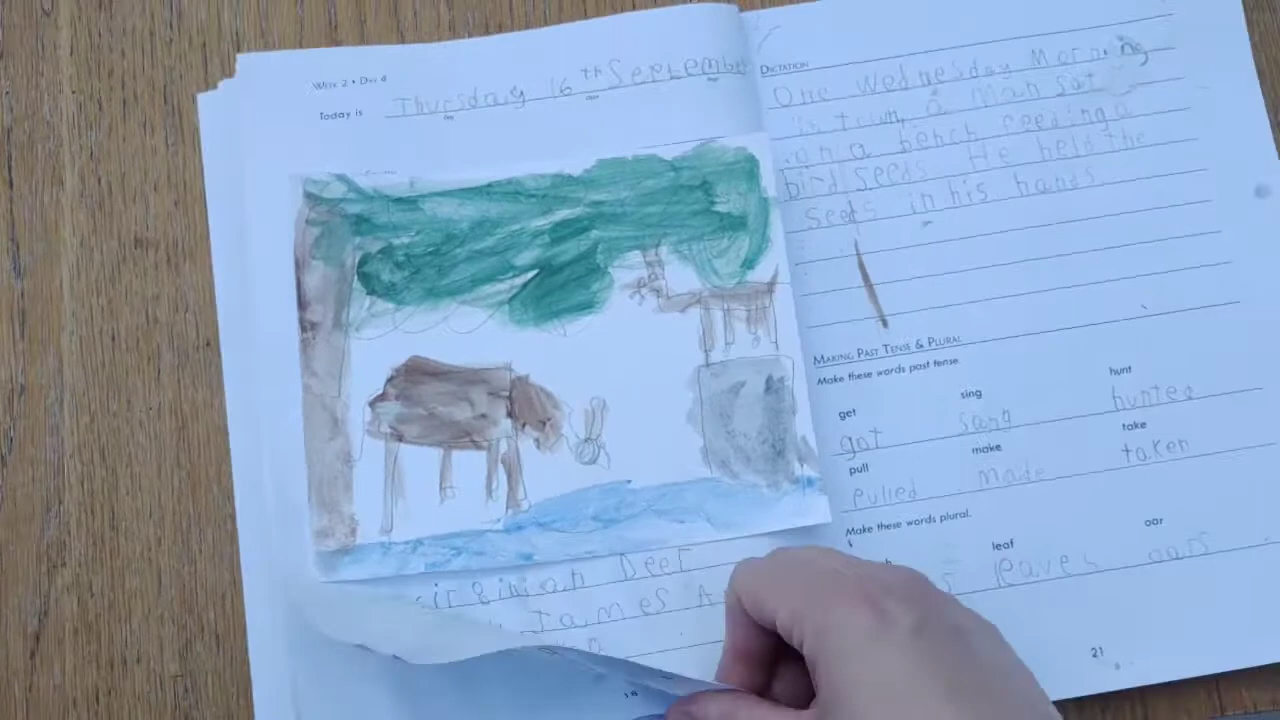 WEEK 2 • DAY 4
Today is Thursday 16th September
irginian Deer
James A
DICTATION
One Wednesday Morning
is town, a man sat
on a bench feeding a
bird seeds. He held the
seeds in his hands
MAKING PAST TENSE & PLURAL
Make these words past tense.
get sing hunt
got sang hunted
pull make take
pulled made taken
Make these words plural.
leaf oar
leaves oars
21